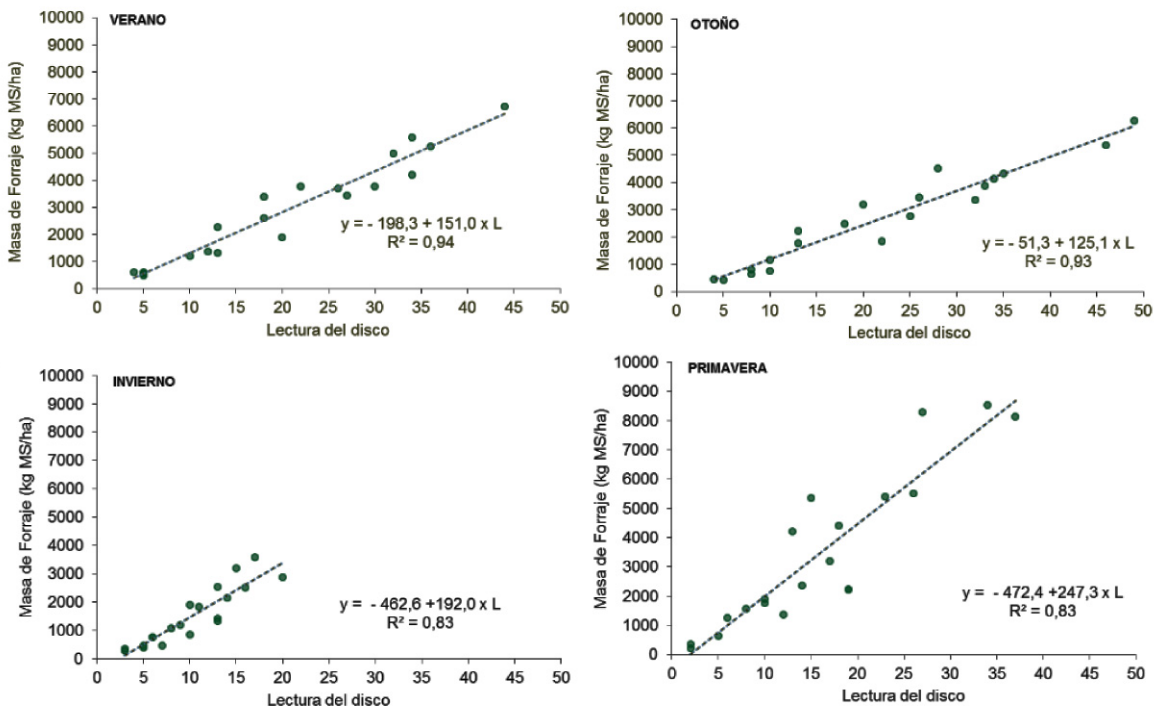 VERANO
Masa de Forraje (kg MS/ha)
10000
9000
8000
7000
6000
5000
4000
3000
2000
1000
0
y = - 198,3 + 151,0 x L
R² = 0,94
0 5 10 15 20 25 30 35 40 45 50
Lectura del disco
OTOÑO
Masa de Forraje (kg MS/ha)
10000
9000
8000
7000
6000
5000
4000
3000
2000
1000
0
y = - 51,3 + 125,1 x L
R² = 0,93
0 5 10 15 20 25 30 35 40 45 50
Lectura del disco
INVIERNO
Masa de Forraje (kg MS/ha)
10000
9000
8000
7000
6000
5000
4000
3000
2000
1000
0
y = - 462,6 +192,0 x L
R² = 0,83
0 5 10 15 20 25 30 35 40 45 50
Lectura del disco
PRIMAVERA
Masa de Forraje (kg MS/ha)
10000
9000
8000
7000
6000
5000
4000
3000
2000
1000
0
y = - 472,4 +247,3 x L
R² = 0,83
0 5 10 15 20 25 30 35 40 45 50
Lectura del disco